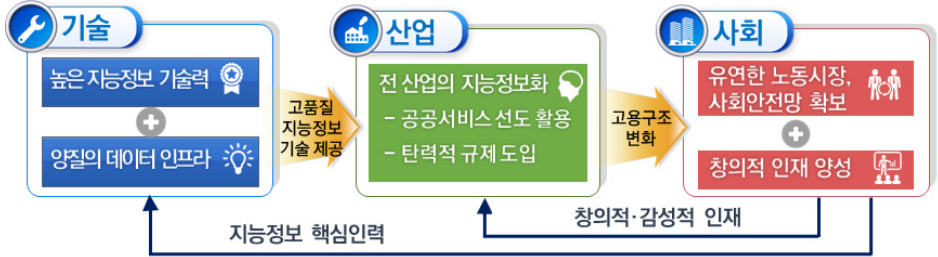 기술
높은 지능정보 기술력
양질의 데이터 인프라
고품질
지능정보
기술 제공
산업
전 산업의 지능정보화
- 공공서비스 선도 활용
- 탄력적 규제 도입
고용구조
변화
사회
유연한 노동시장,
사회안전망 확보
창의적 인재 양성
창의적·감성적 인재
지능정보 핵심인력